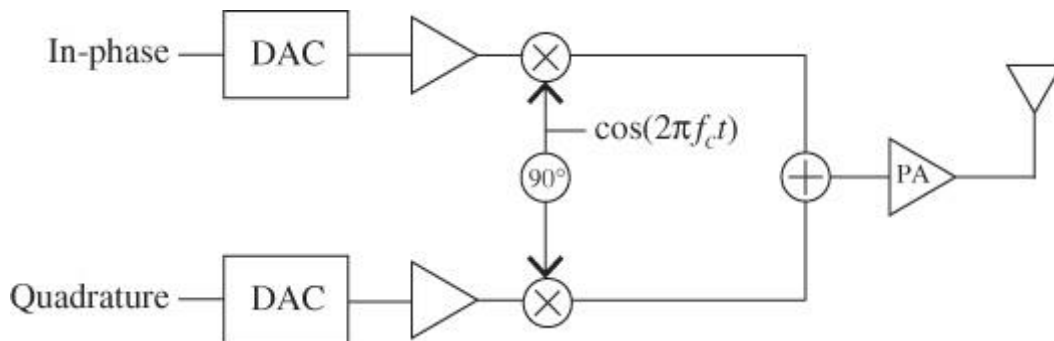 In-phase
DAC
cos(2πf_ct)
90°
PA
Quadrature
DAC